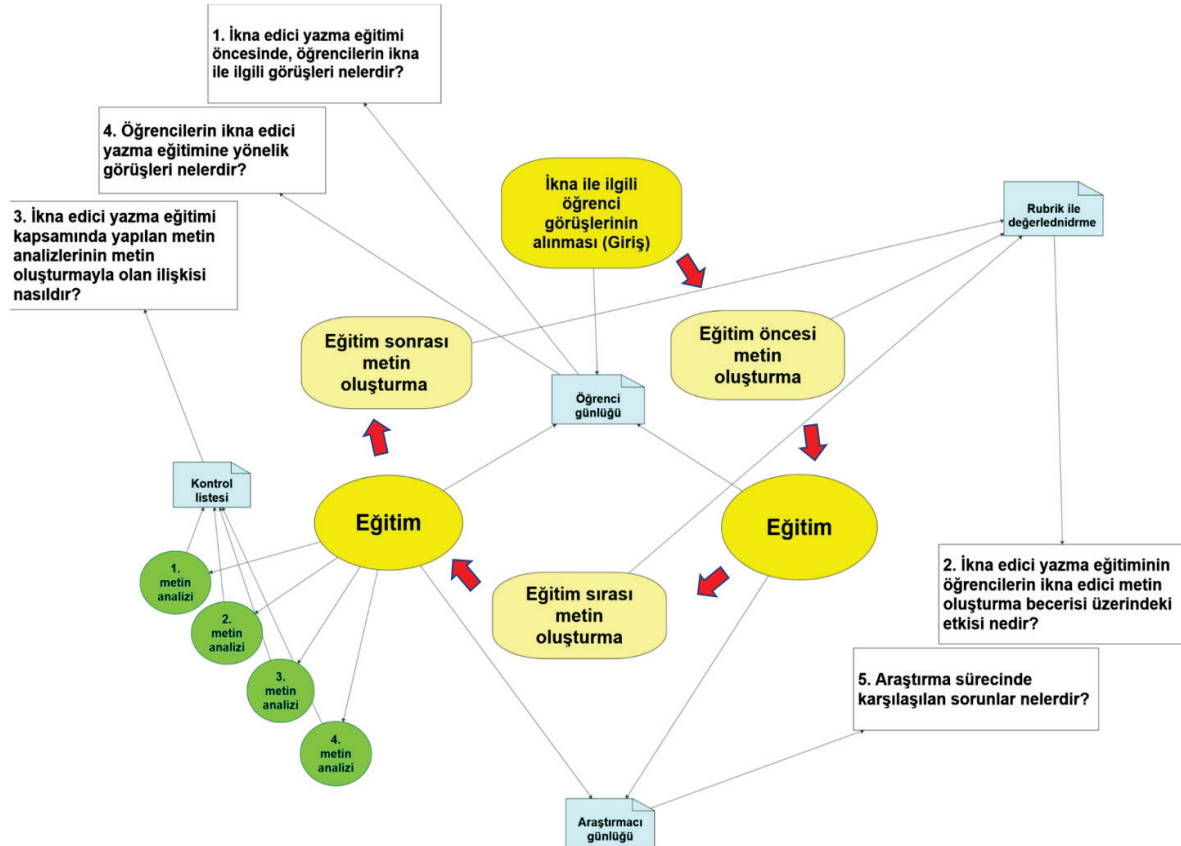 1. İkna edici yazma eğitimi
öncesinde, öğrencilerin ikna
ile ilgili görüşleri nelerdir?
4. Öğrencilerin ikna edici
yazma eğitimine yönelik
görüşleri nelerdir?
3. İkna edici yazma eğitimi
kapsamında yapılan metin
analizlerinin metin
oluşturmayla olan ilişkisi
nasıldır?
İkna ile ilgili
öğrenci
görüşlerinin
alınması (Giriş)
Rubrik ile
değerlednidrme
Eğitim sonrası
metin
oluşturma
Eğitim öncesi
metin
oluşturma
Öğrenci
günlüğü
Kontrol
listesi
Eğitim
Eğitim
1.
metin
analizi
2.
metin
analizi
3.
metin
analizi
4.
metin
analizi
Eğitim sırası
metin
oluşturma
2. İkna edici yazma eğitiminin
öğrencilerin ikna edici metin
oluşturma becerisi üzerindeki
etkisi nedir?
5. Araştırma sürecinde
karşılaşılan sorunlar nelerdir?
Araştırmacı
günlüğü